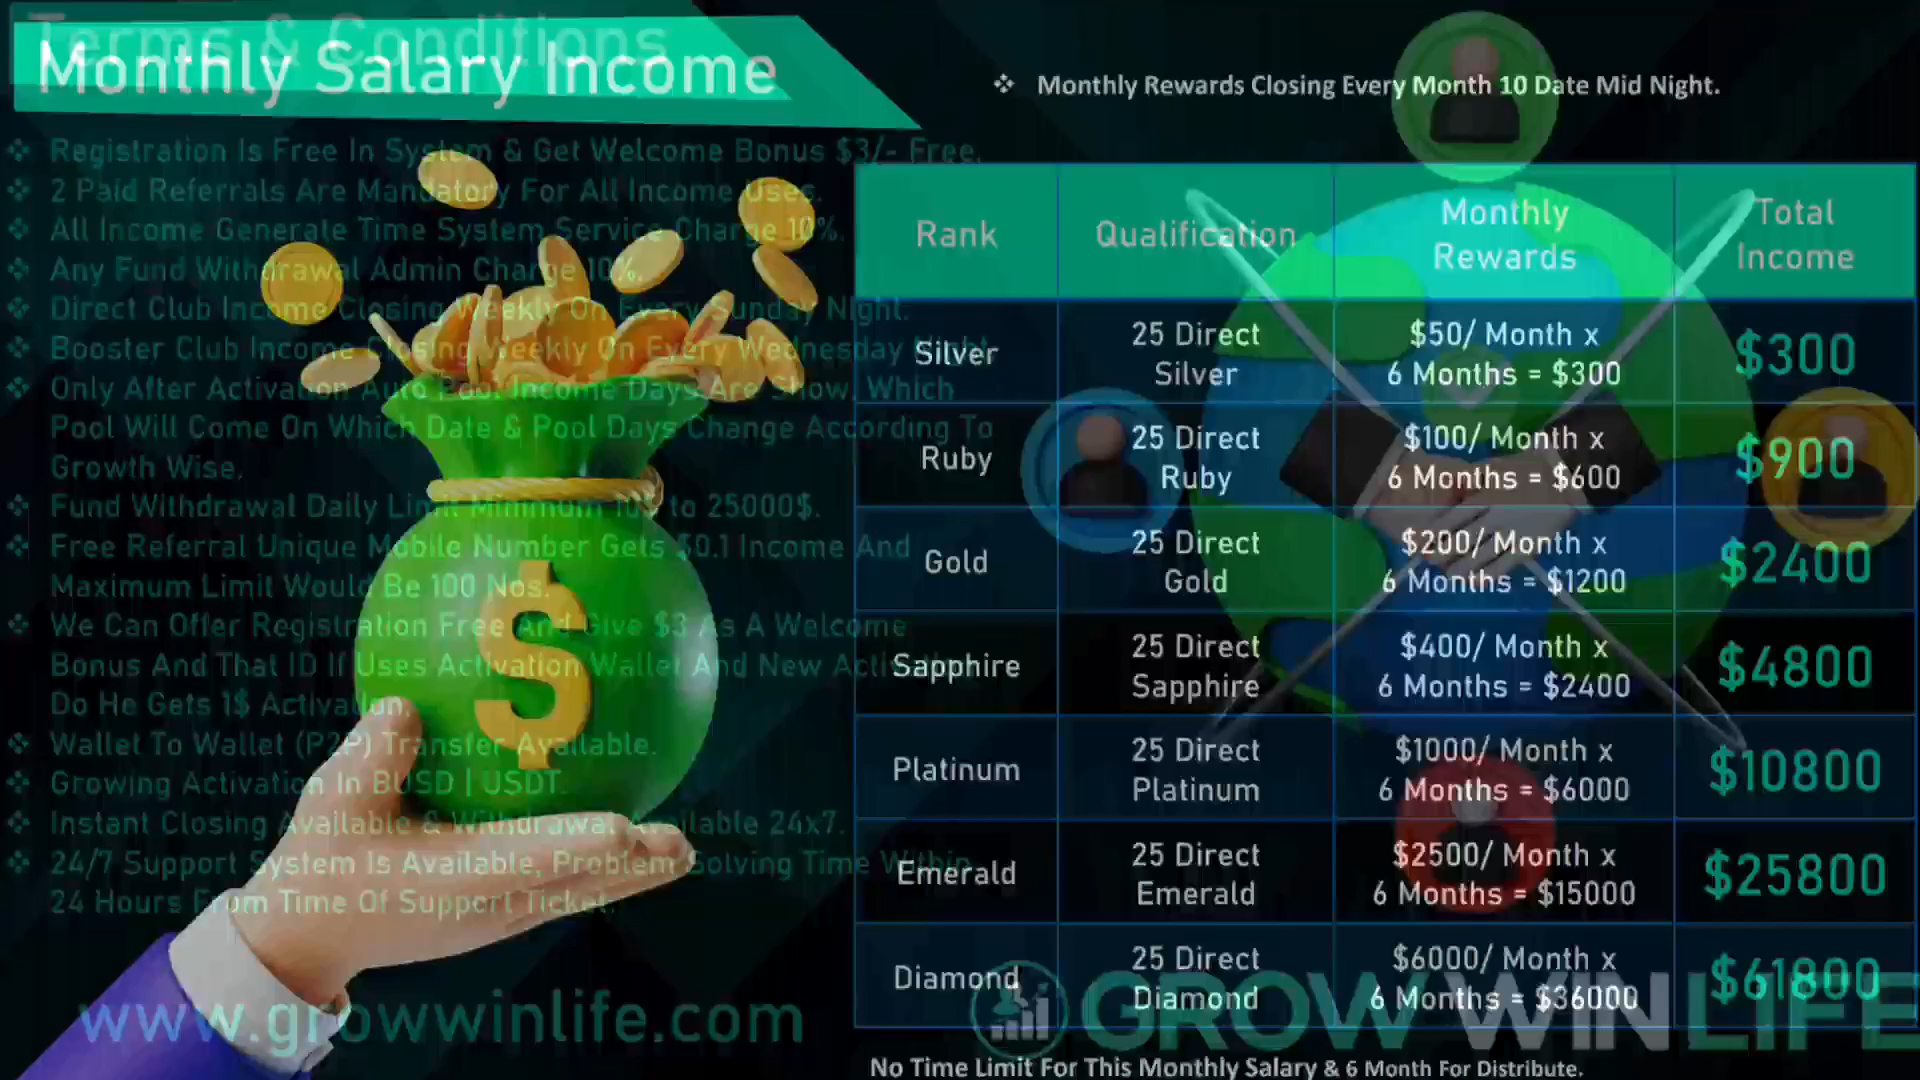 Terms & Conditions
Monthly Salary Income
Monthly Rewards Closing Every Month 10 Date Mid Night.
Registration Is Free In System & Get Welcome Bonus $3/- Free.
2 Paid Referrals Are Mandatory For All Income Uses.
All Income Generate Time System Service Charge 10%.
Any Fund Withdrawal Admin Charge 10%.
Direct Club Income Closing Weekly On Every Sunday Night.
Booster Club Income Closing Weekly On Every Wednesday
Only After Activation Auto Pool Income Days Are Show, Which
Pool Will Come On Which Date & Pool Days Change According To
Growth Wise.
Fund Withdrawal Daily Limit Minimum to 25000$.
Free Referral Unique Mobile Number Gets $0.1 Income And
Maximum Limit Would Be 100 Nos.
We Can Offer Registration Free And Give $3 As A Welcome
Bonus And That ID If Uses Activation Wallet And New
Do He Gets 1$ Activation.
Wallet To Wallet (P2P) Transfer Available.
Growing Activation In BUSD | USDT.
Instant Closing Available & Withdrawal Available 24x7.
24/7 Support System Is Available, Problem Solving Time Within
24 Hours From Time Of Support Ticket.
www.growwinlife.com
Rank Qualification Monthly Rewards Total Income
Silver 25 Direct Silver $50/ Month x 6 Months = $300 $300
Ruby 25 Direct Ruby $100/ Month x 6 Months = $600 $900
Gold 25 Direct Gold $200/ Month x 6 Months = $1200 $2400
Sapphire 25 Direct Sapphire $400/ Month x 6 Months = $2400 $4800
Platinum 25 Direct Platinum $1000/ Month x 6 Months = $6000 $10800
Emerald 25 Direct Emerald $2500/ Month x 6 Months = $15000 $25800
Diamond 25 Direct Diamond $6000/ Month x 6 Months = $36000 $61800
GROW WIN LIFE
No Time Limit For This Monthly Salary & 6 Month For Distribute.